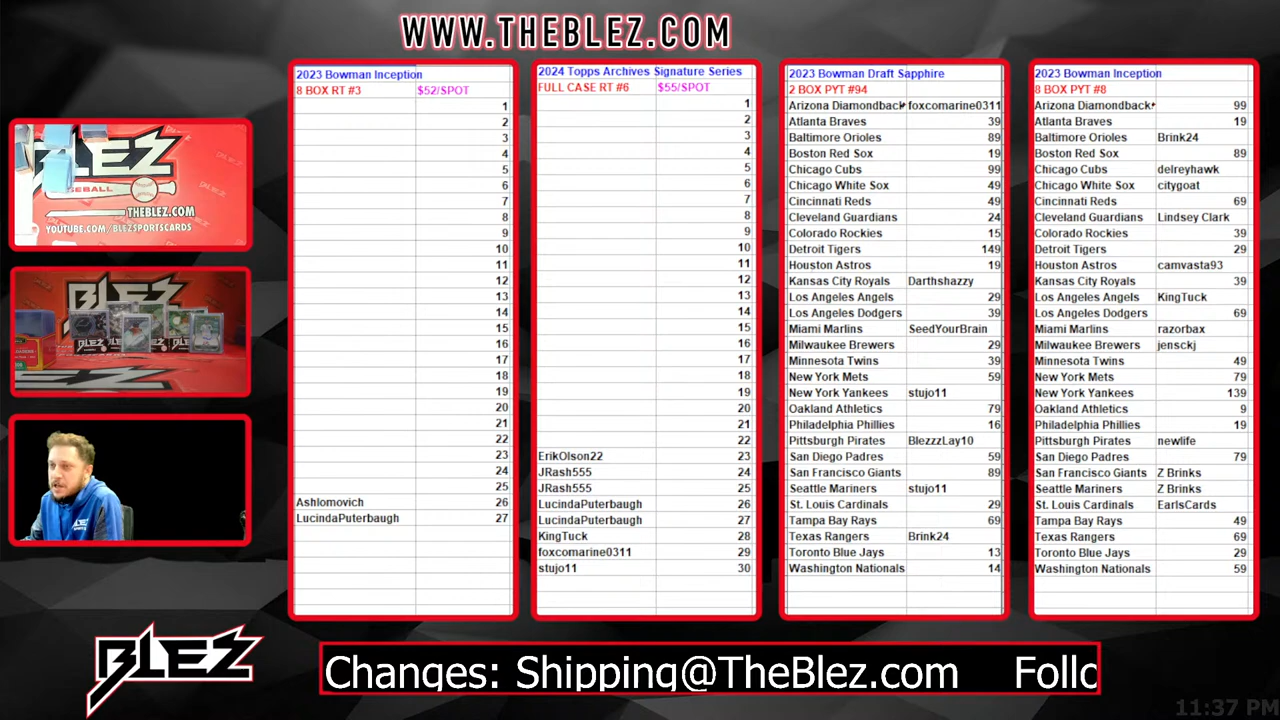 WWW.THEBLEZ.COM
BLEZ
BASEBALL
THEBLEZ.COM
YOUTUBE.COM/BLEZSPORTSCARDS
BLEZ
2023 Bowman Inception
8 BOX RT #3 $52/SPOT
1
2
3
4
5
6
7
8
9
10
11
12
13
14
15
16
17
18
19
20
21
22
23
24
25
Ashlomovich 26
LucindaPuterbaugh 27
2024 Topps Archives Signature Series
FULL CASE RT #6 $55/SPOT
1
2
3
4
5
6
7
8
9
10
11
12
13
14
15
16
17
18
19
20
21
22
ErikOlson22 23
JRash555 24
JRash555 25
LucindaPuterbaugh 26
LucindaPuterbaugh 27
KingTuck 28
foxcomarine0311 29
stujo11 30
2023 Bowman Draft Sapphire
2 BOX PYT #94
Arizona Diamondback foxcomarine0311
Atlanta Braves 39
Baltimore Orioles 89
Boston Red Sox 19
Chicago Cubs 99
Chicago White Sox 49
Cincinnati Reds 49
Cleveland Guardians 24
Colorado Rockies 15
Detroit Tigers 149
Houston Astros 19
Kansas City Royals Darthshazzy
Los Angeles Angels 29
Los Angeles Dodgers 39
Miami Marlins SeedYourBrain
Milwaukee Brewers 29
Minnesota Twins 39
New York Mets 59
New York Yankees stujo11
Oakland Athletics 79
Philadelphia Phillies 16
Pittsburgh Pirates BlezzzLay10
San Diego Padres 59
San Francisco Giants 89
Seattle Mariners stujo11
St. Louis Cardinals 29
Tampa Bay Rays 69
Texas Rangers Brink24
Toronto Blue Jays 13
Washington Nationals 14
2023 Bowman Inception
8 BOX PYT #8
Arizona Diamondback 99
Atlanta Braves 19
Baltimore Orioles Brink24
Boston Red Sox 89
Chicago Cubs delreyhawk
Chicago White Sox citygoat
Cincinnati Reds 69
Cleveland Guardians Lindsey Clark
Colorado Rockies 39
Detroit Tigers 29
Houston Astros camvasta93
Kansas City Royals 39
Los Angeles Angels KingTuck
Los Angeles Dodgers 69
Miami Marlins razorbax
Milwaukee Brewers jensckj
Minnesota Twins 49
New York Mets 79
New York Yankees 139
Oakland Athletics 9
Philadelphia Phillies 19
Pittsburgh Pirates newlife
San Diego Padres 79
San Francisco Giants Z Brinks
Seattle Mariners Z Brinks
St. Louis Cardinals EarlsCards
Tampa Bay Rays 49
Texas Rangers 69
Toronto Blue Jays 29
Washington Nationals 59
BLEZ
Changes: Shipping@TheBlez.com Follo
11:37 PM